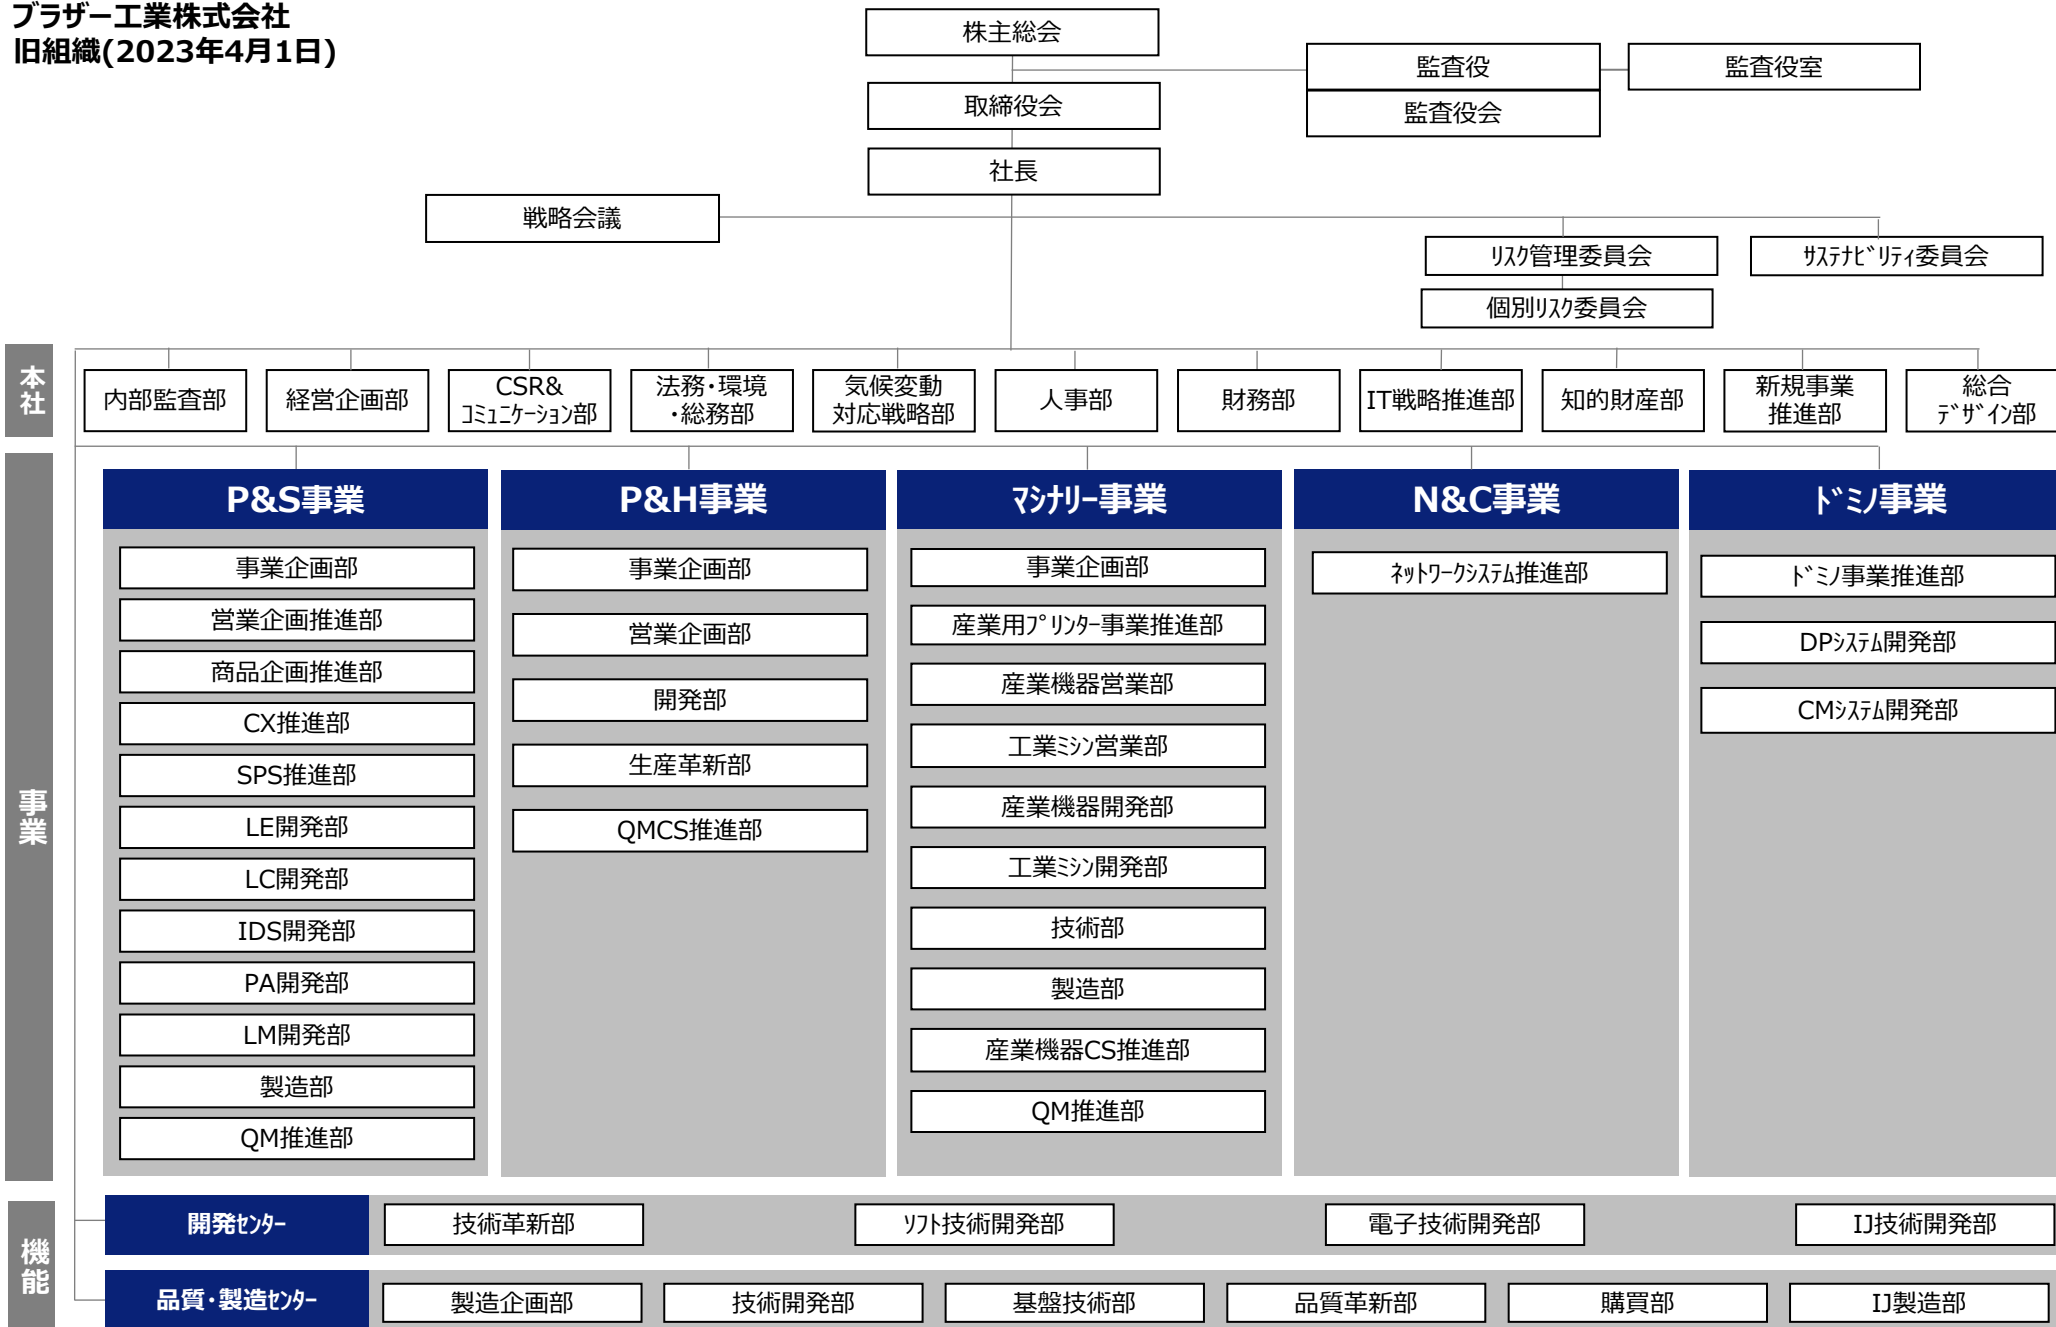 ブラザー工業株式会社
旧組織(2023年4月1日)
株主総会
監査役
監査役室
取締役会
監査役会
社長
戦略会議
ﾘｽｸ管理委員会
ｻｽﾃﾅﾋﾞﾘﾃｨ委員会
個別ﾘｽｸ委員会
本社
内部監査部
経営企画部
CSR&
ｺﾐｭﾆｹｰｼｮﾝ部
法務・環境
・総務部
気候変動
対応戦略部
人事部
財務部
IT戦略推進部
知的財産部
新規事業
推進部
総合
ﾃﾞｻﾞｲﾝ部
事業
P&S事業
事業企画部
営業企画推進部
商品企画推進部
CX推進部
SPS推進部
LE開発部
LC開発部
IDS開発部
PA開発部
LM開発部
製造部
QM推進部
P&H事業
事業企画部
営業企画部
開発部
生産革新部
QMCS推進部
ﾏｼﾅﾘｰ事業
事業企画部
産業用ﾌﾟﾘﾝﾀｰ事業推進部
産業機器営業部
工業ﾐｼﾝ営業部
産業機器開発部
工業ﾐｼﾝ開発部
技術部
製造部
産業機器CS推進部
QM推進部
N&C事業
ﾈｯﾄﾜｰｸｼｽﾃﾑ推進部
ﾄﾞﾐﾉ事業
ﾄﾞﾐﾉ事業推進部
DPｼｽﾃﾑ開発部
CMｼｽﾃﾑ開発部
機能
開発ｾﾝﾀｰ
技術革新部
ｿﾌﾄ技術開発部
電子技術開発部
IJ技術開発部
品質・製造ｾﾝﾀｰ
製造企画部
技術開発部
基盤技術部
品質革新部
購買部
IJ製造部